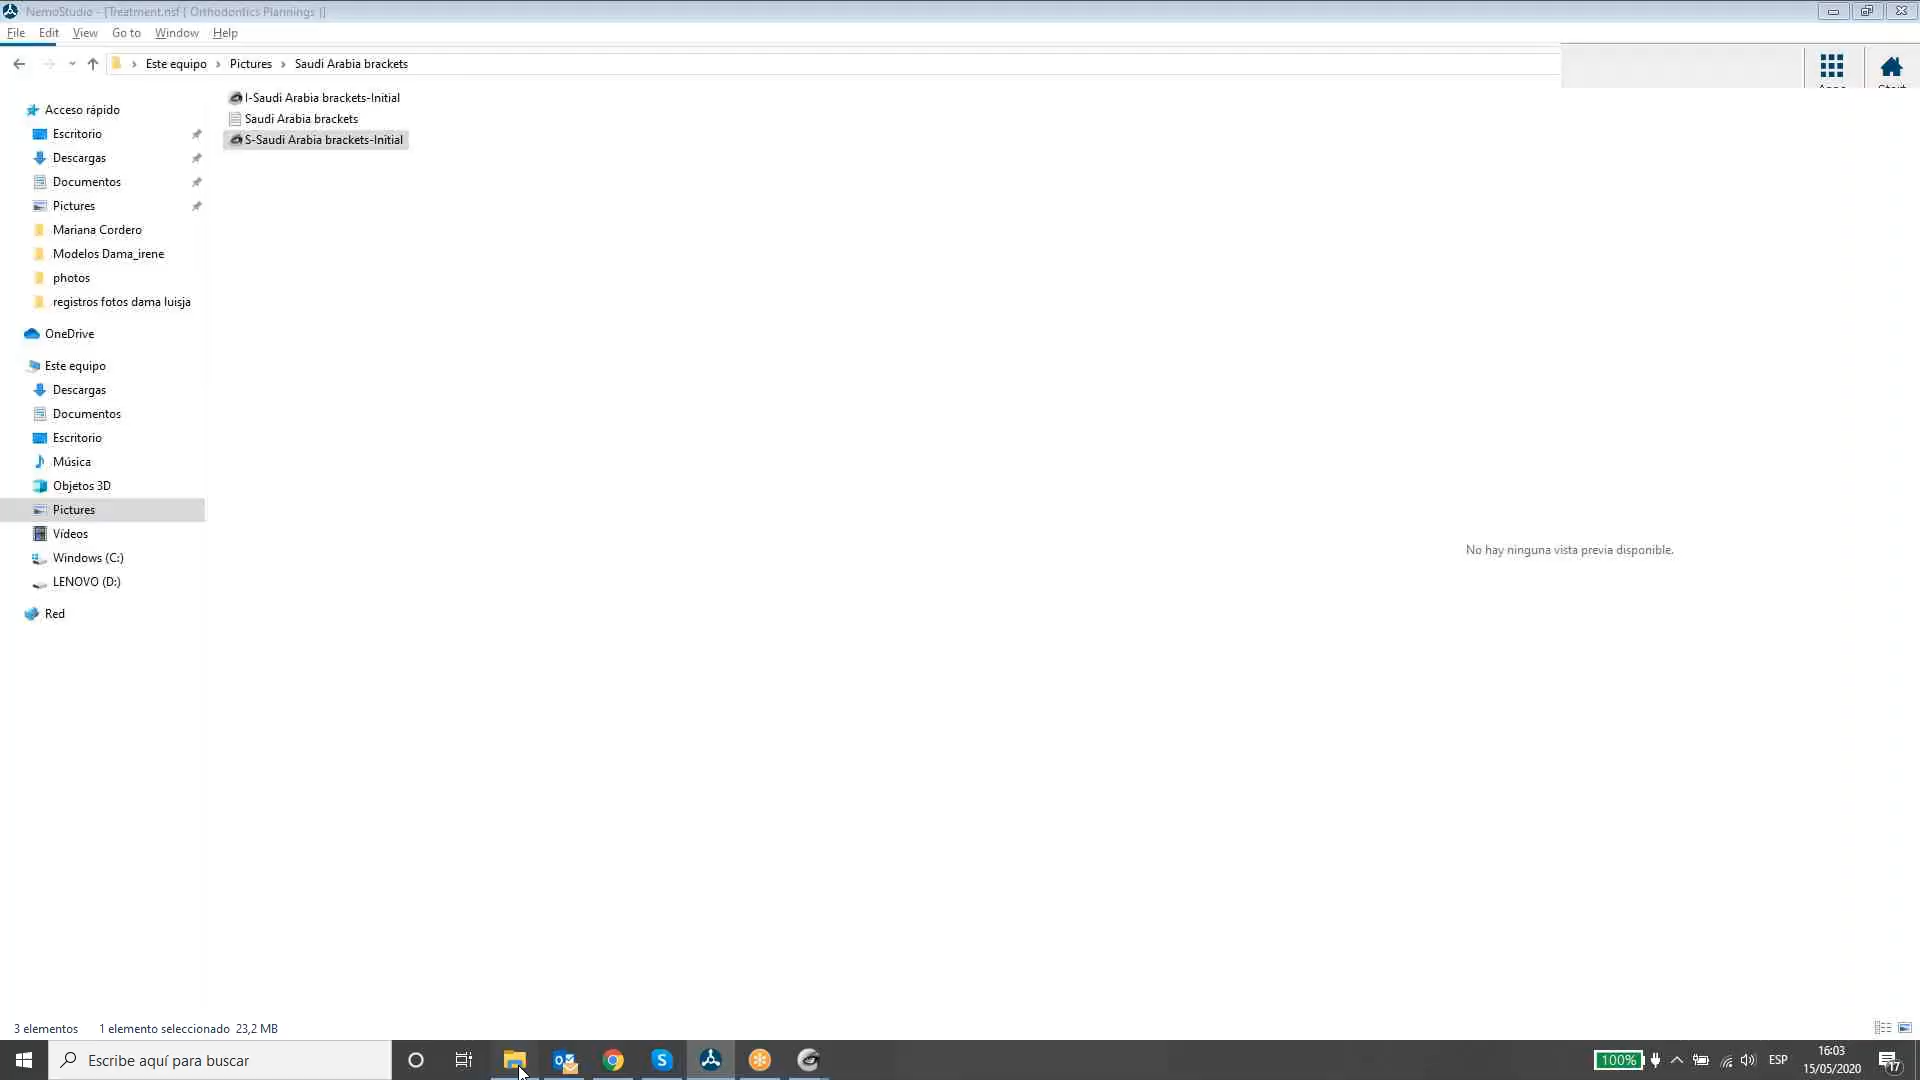 NemoStudio - [Treatment.nsf ( Orthodontics Plannings )]
File Edit View Go to Window Help
Este equipo › Pictures › Saudi Arabia brackets
Acceso rápido
Escritorio
Descargas
Documentos
Pictures
Mariana Cordero
Modelos Dama_irene
photos
registros fotos dama luisja
OneDrive
Este equipo
Descargas
Documentos
Escritorio
Música
Objetos 3D
Pictures
Vídeos
Windows (C:)
LENOVO (D:)
Red
I-Saudi Arabia brackets-Initial
Saudi Arabia brackets
S-Saudi Arabia brackets-Initial
No hay ninguna vista previa disponible.
3 elementos 1 elemento seleccionado 23,2 MB
Escribe aquí para buscar
100%
ESP
16:03
15/05/2020
17